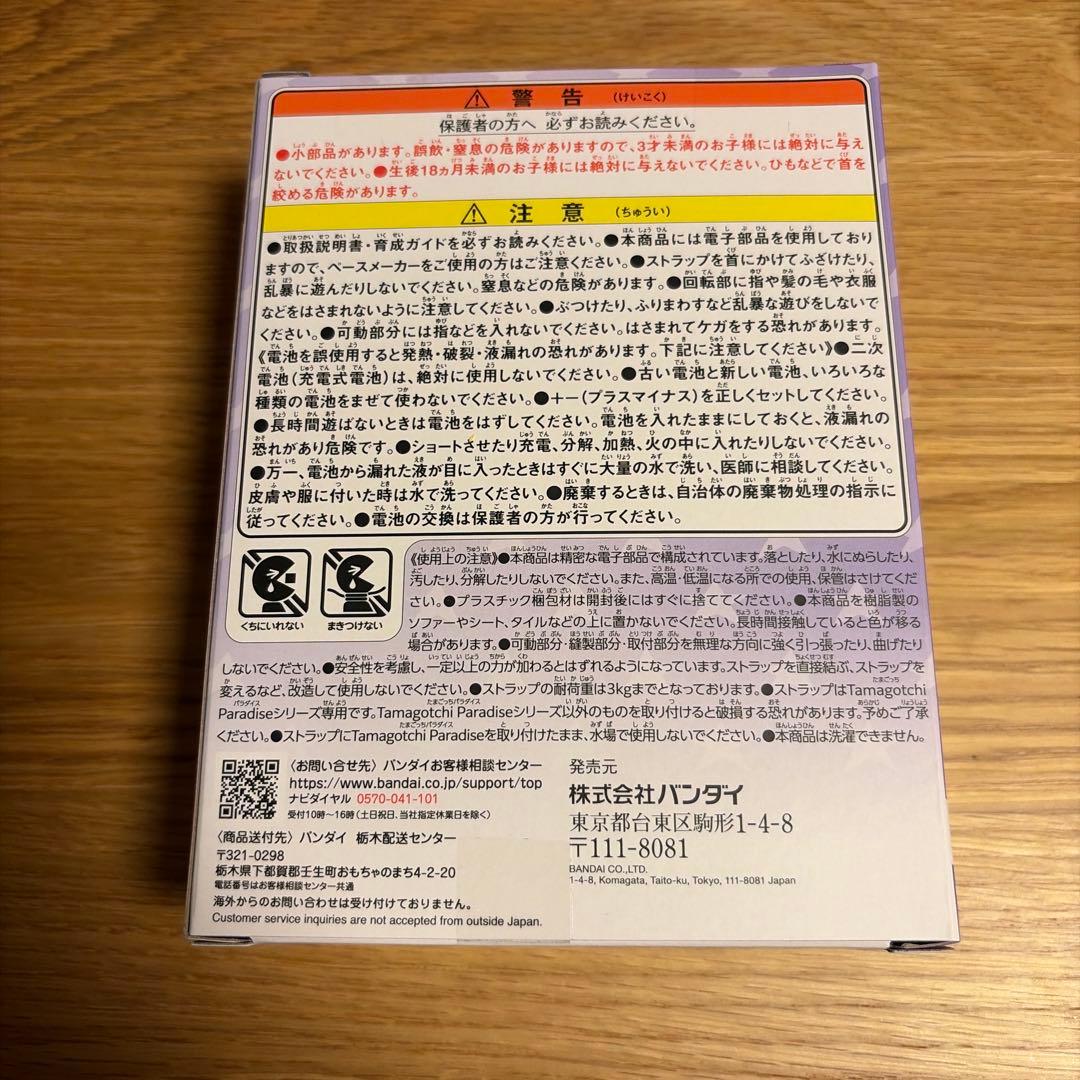 ⚠ 警告 (けいこく)
保護者の方へ 必ずお読みください。
●小部品があります。誤飲・窒息の危険がありますので、3才未満のお子様には絶対に与え
ないでください。●生後18ヵ月未満のお子様には絶対に与えないでください。ひもなどで首を
絞める危険があります。
⚠ 注意 (ちゅうい)
●取扱説明書・育成ガイドを必ずお読みください。●本商品には電子部品を使用しており
ますので、ペースメーカーをご使用の方はご注意ください。●ストラップを首にかけてふざけたり、
乱暴に遊んだりしないでください。窒息などの危険があります。●回転部に指や髪の毛や衣服
などをはさまれないように注意してください。●ぶつけたり、ふりまわすなど乱暴な遊びをしないで
ください。●可動部分には指などを入れないでください。はさまれてケガをする恐れがあります。
《電池を誤使用すると発熱・破裂・液漏れの恐れがあります。下記に注意してください》●二次
電池(充電式電池)は、絶対に使用しないでください。●古い電池と新しい電池、いろいろな
種類の電池をまぜて使わないでください。●+-(プラスマイナス)を正しくセットしてください。
●長時間遊ばないときは電池をはずしてください。電池を入れたままにしておくと、液漏れの
恐れがあり危険です。●ショートさせたり充電、分解、加熱、火の中に入れたりしないでください。
●万一、電池から漏れた液が目に入ったときはすぐに大量の水で洗い、医師に相談してください。
皮膚や服に付いた時は水で洗ってください。●廃棄するときは、自治体の廃棄物処理の指示に
従ってください。●電池の交換は保護者の方が行ってください。
くちにいれない
まきつけない
《使用上の注意》●本商品は精密な電子部品で構成されています。落としたり、水にぬらしたり、
汚したり、分解したりしないでください。また、高温・低温になる所での使用、保管はさけてくだ
さい。●プラスチック梱包材は開封後にはすぐに捨ててください。●本商品を樹脂製の
ソファーやシート、タイルなどの上に置かないでください。長時間接触していると色が移る
場合があります。●可動部分・縫製部分・取付部分を無理な方向に強く引っ張ったり、曲げたり
しないでください。●安全性を考慮し、一定以上の力が加わるとはずれるようになっています。ストラップを直接結ぶ、ストラップを
変えるなど、改造して使用しないでください。●ストラップの耐荷重は3kgまでとなっております。●ストラップはTamagotchi
Paradiseシリーズ専用です。Tamagotchi Paradiseシリーズ以外のものを取り付けると破損する恐れがあります。予めご了承
ください。●ストラップにTamagotchi Paradiseを取り付けたまま、水場で使用しないでください。●本商品は洗濯できません。
〈お問い合せ先〉バンダイお客様相談センター
https://www.bandai.co.jp/support/top
ナビダイヤル 0570-041-101
受付10時〜16時(土日祝日、当社指定休業日を除く)
〈商品送付先〉バンダイ 栃木配送センター
〒321-0298
栃木県下都賀郡壬生町おもちゃのまち4-2-20
電話番号はお客様相談センター共通
海外からのお問い合わせは受け付けておりません。
Customer service inquiries are not accepted from outside Japan.
発売元
株式会社バンダイ
東京都台東区駒形1-4-8
〒111-8081
BANDAI CO.,LTD.
1-4-8, Komagata, Taito-ku, Tokyo, 111-8081 Japan